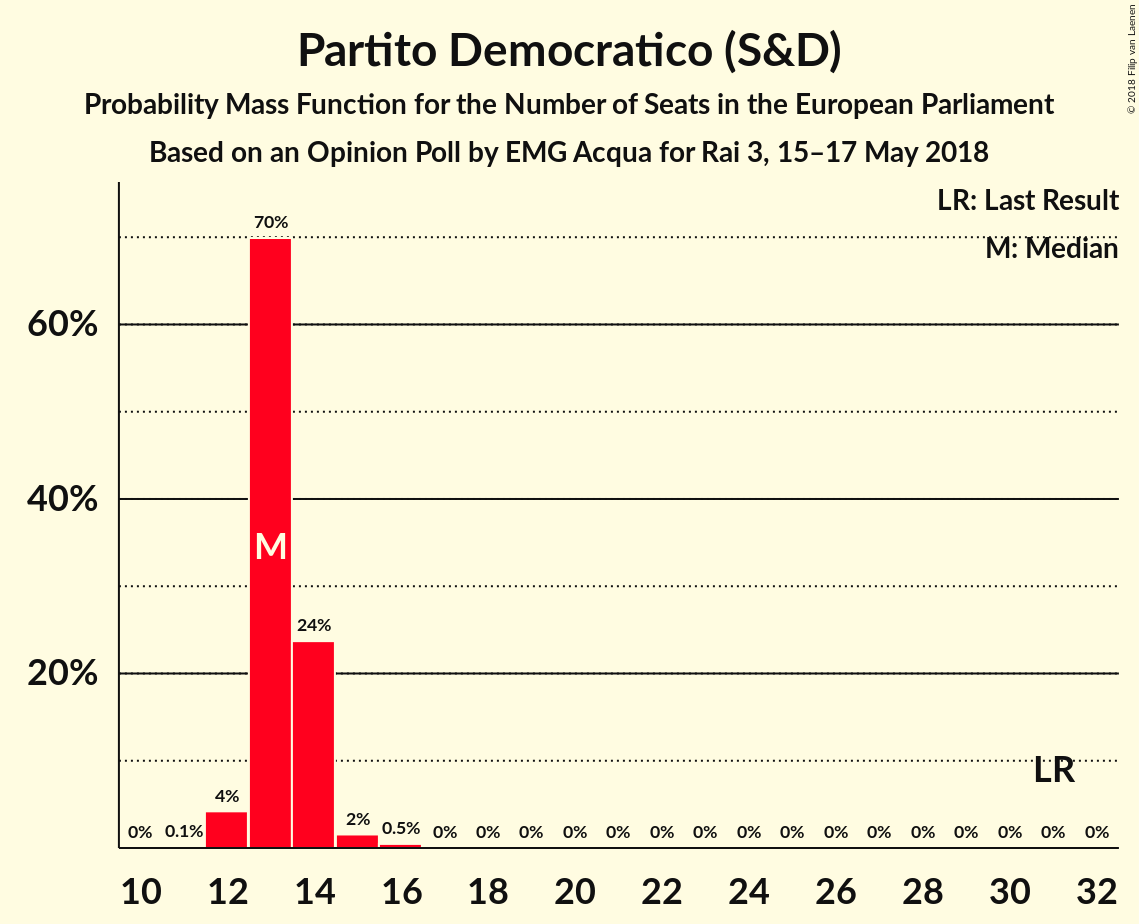 Partito Democratico (S&D)
Probability Mass Function for the Number of Seats in the European Parliament
Based on an Opinion Poll by EMG Acqua for Rai 3, 15–17 May 2018
© 2018 Filip van Laenen
LR: Last Result
M: Median
70%
60%
40%
M
24%
20%
LR
0% 0.1% 4% 2% 0.5% 0% 0% 0% 0% 0% 0% 0% 0% 0% 0% 0% 0% 0% 0% 0% 0%
10 12 14 16 18 20 22 24 26 28 30 32